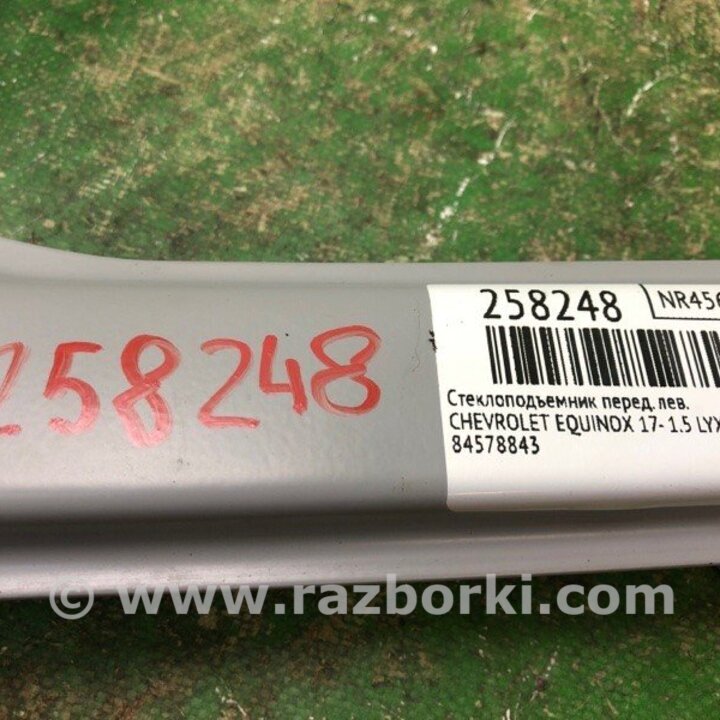 258248
258248
NR456
Стеклоподъемник перед. лев.
CHEVROLET EQUINOX 17- 1.5 LYX
84578843
© www.razborki.com